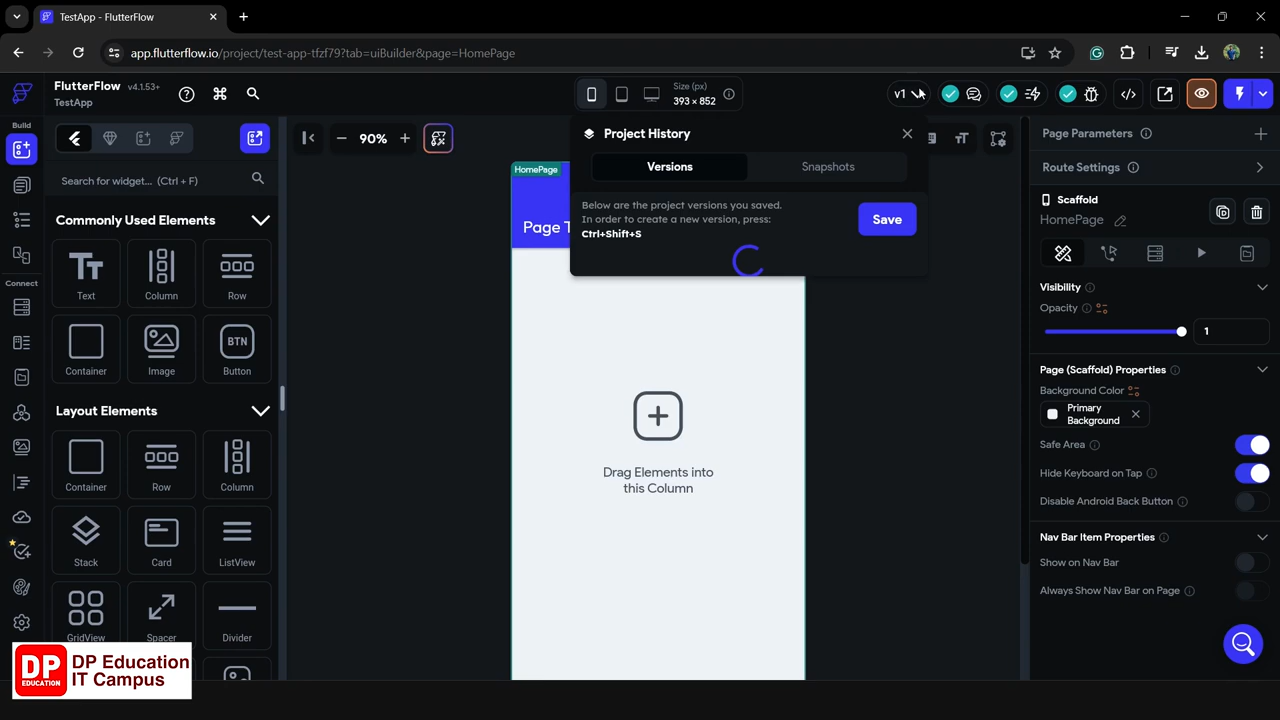 TestApp - FlutterFlow
app.flutterflow.io/project/test-app-tfzf79?tab=uiBuilder&page=HomePage
FlutterFlow v4.1.53+
TestApp
Size (px)
393 × 852
v1
Build
90%
Project History
Page Parameters
Search for widget... (Ctrl + F)
HomePage
Versions
Snapshots
Route Settings
Commonly Used Elements
Below are the project versions you saved.
In order to create a new version, press:
Ctrl+Shift+S
Save
Scaffold
HomePage
Page T
Text
Column
Row
Connect
Visibility
Opacity
1
Container
Image
BTN
Button
Page (Scaffold) Properties
Background Color
Primary
Background
Layout Elements
Safe Area
Hide Keyboard on Tap
Disable Android Back Button
Drag Elements into
this Column
Container
Row
Column
Nav Bar Item Properties
Show on Nav Bar
Always Show Nav Bar on Page
Stack
Card
ListView
GridView
Spacer
Divider
DP
EDUCATION
DP Education
IT Campus